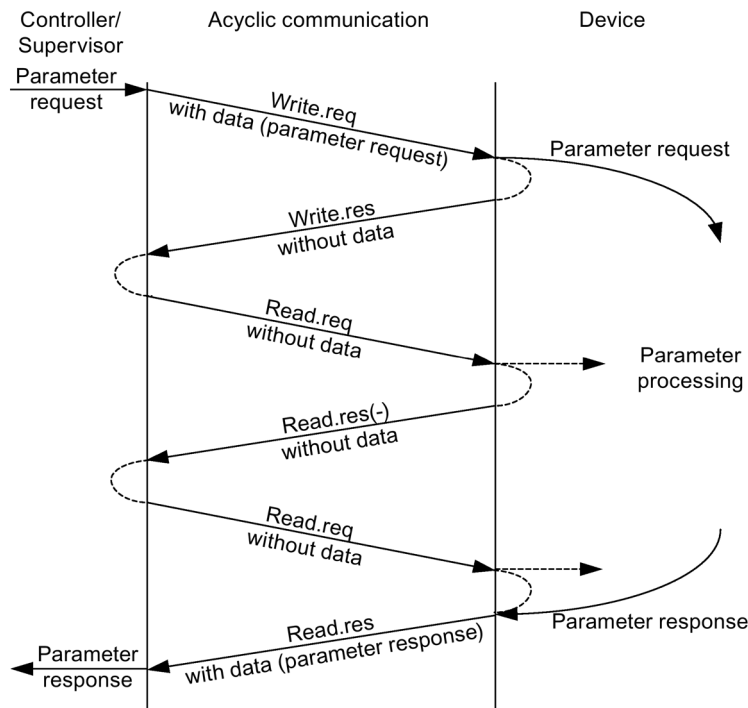 Controller/
Supervisor
Acyclic communication
Device
Parameter
request
Write.req
with data (parameter request)
Parameter request
Write.res
without data
Read.req
without data
Parameter
processing
Read.res(-)
without data
Read.req
without data
Parameter response
Read.res
with data (parameter response)
Parameter
response